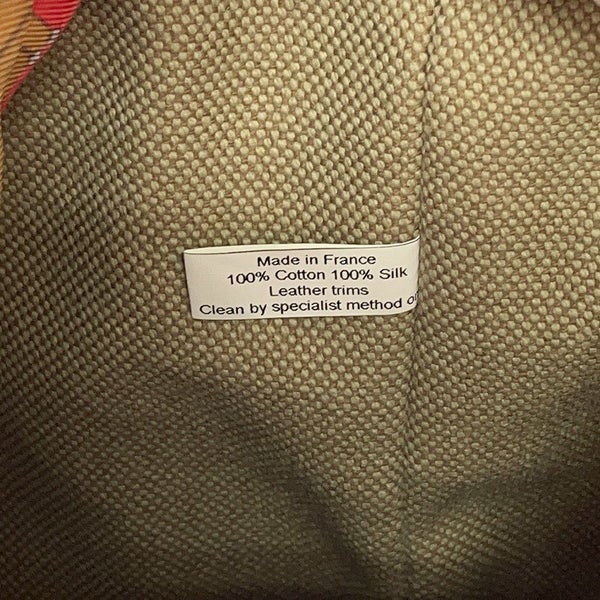 Made in France
100% Cotton 100% Silk
Leather trims
Clean by specialist method